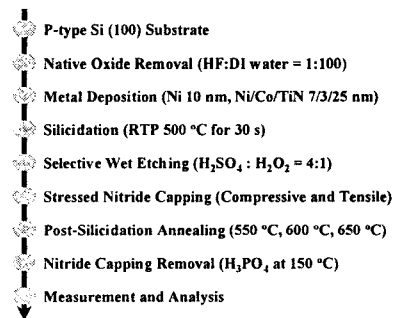 P-type Si (100) Substrate
Native Oxide Removal (HF:DI water = 1:100)
Metal Deposition (Ni 10 nm, Ni/Co/TiN 7/3/25 nm)
Silicidation (RTP 500 °C for 30 s)
Selective Wet Etching (H₂SO₄ : H₂O₂ = 4:1)
Stressed Nitride Capping (Compressive and Tensile)
Post-Silicidation Annealing (550 °C, 600 °C, 650 °C)
Nitride Capping Removal (H₃PO₄ at 150 °C)
Measurement and Analysis